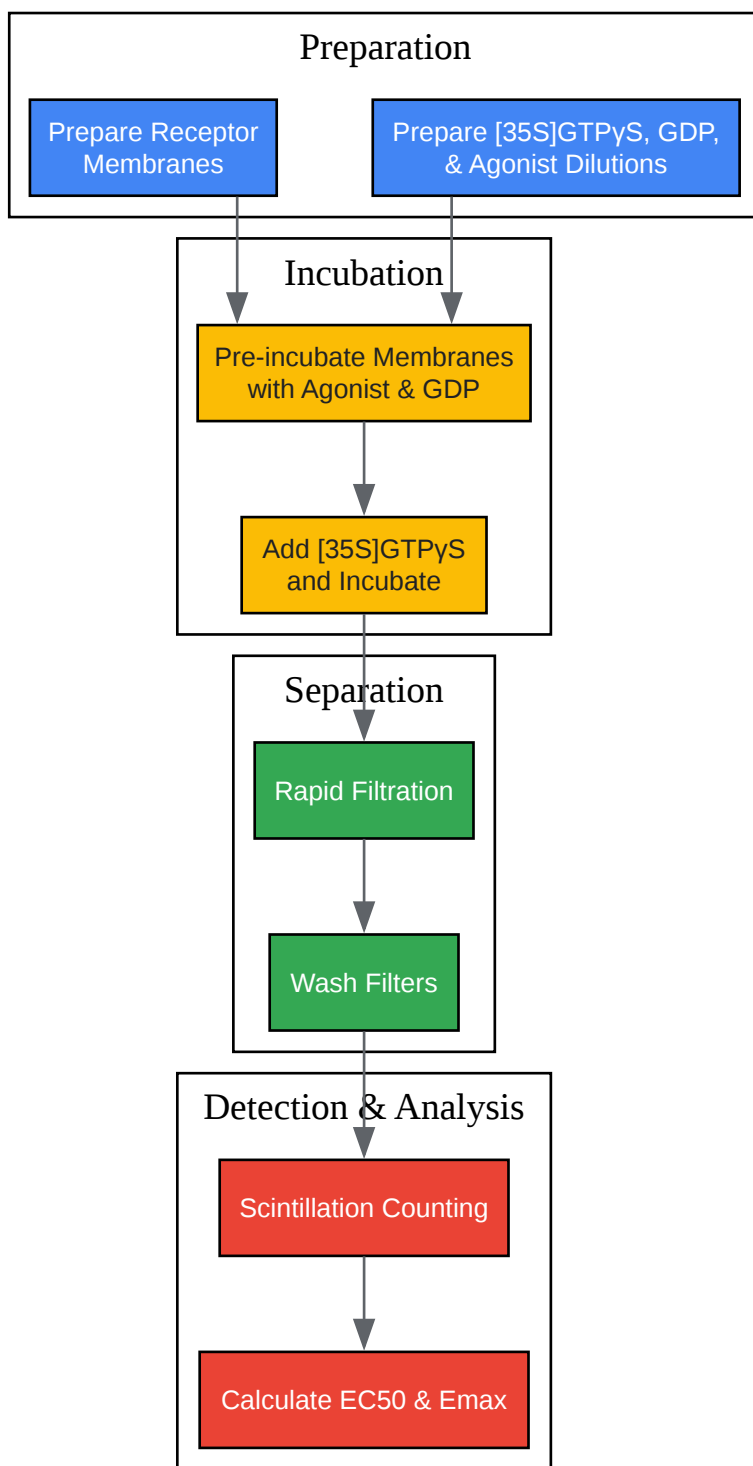 Preparation
Prepare Receptor
Membranes
Prepare [35S]GTPγS, GDP,
& Agonist Dilutions
Incubation
Pre-incubate Membranes
with Agonist & GDP
Add [35S]GTPγS
and Incubate
Separation
Rapid Filtration
Wash Filters
Detection & Analysis
Scintillation Counting
Calculate EC50 & Emax